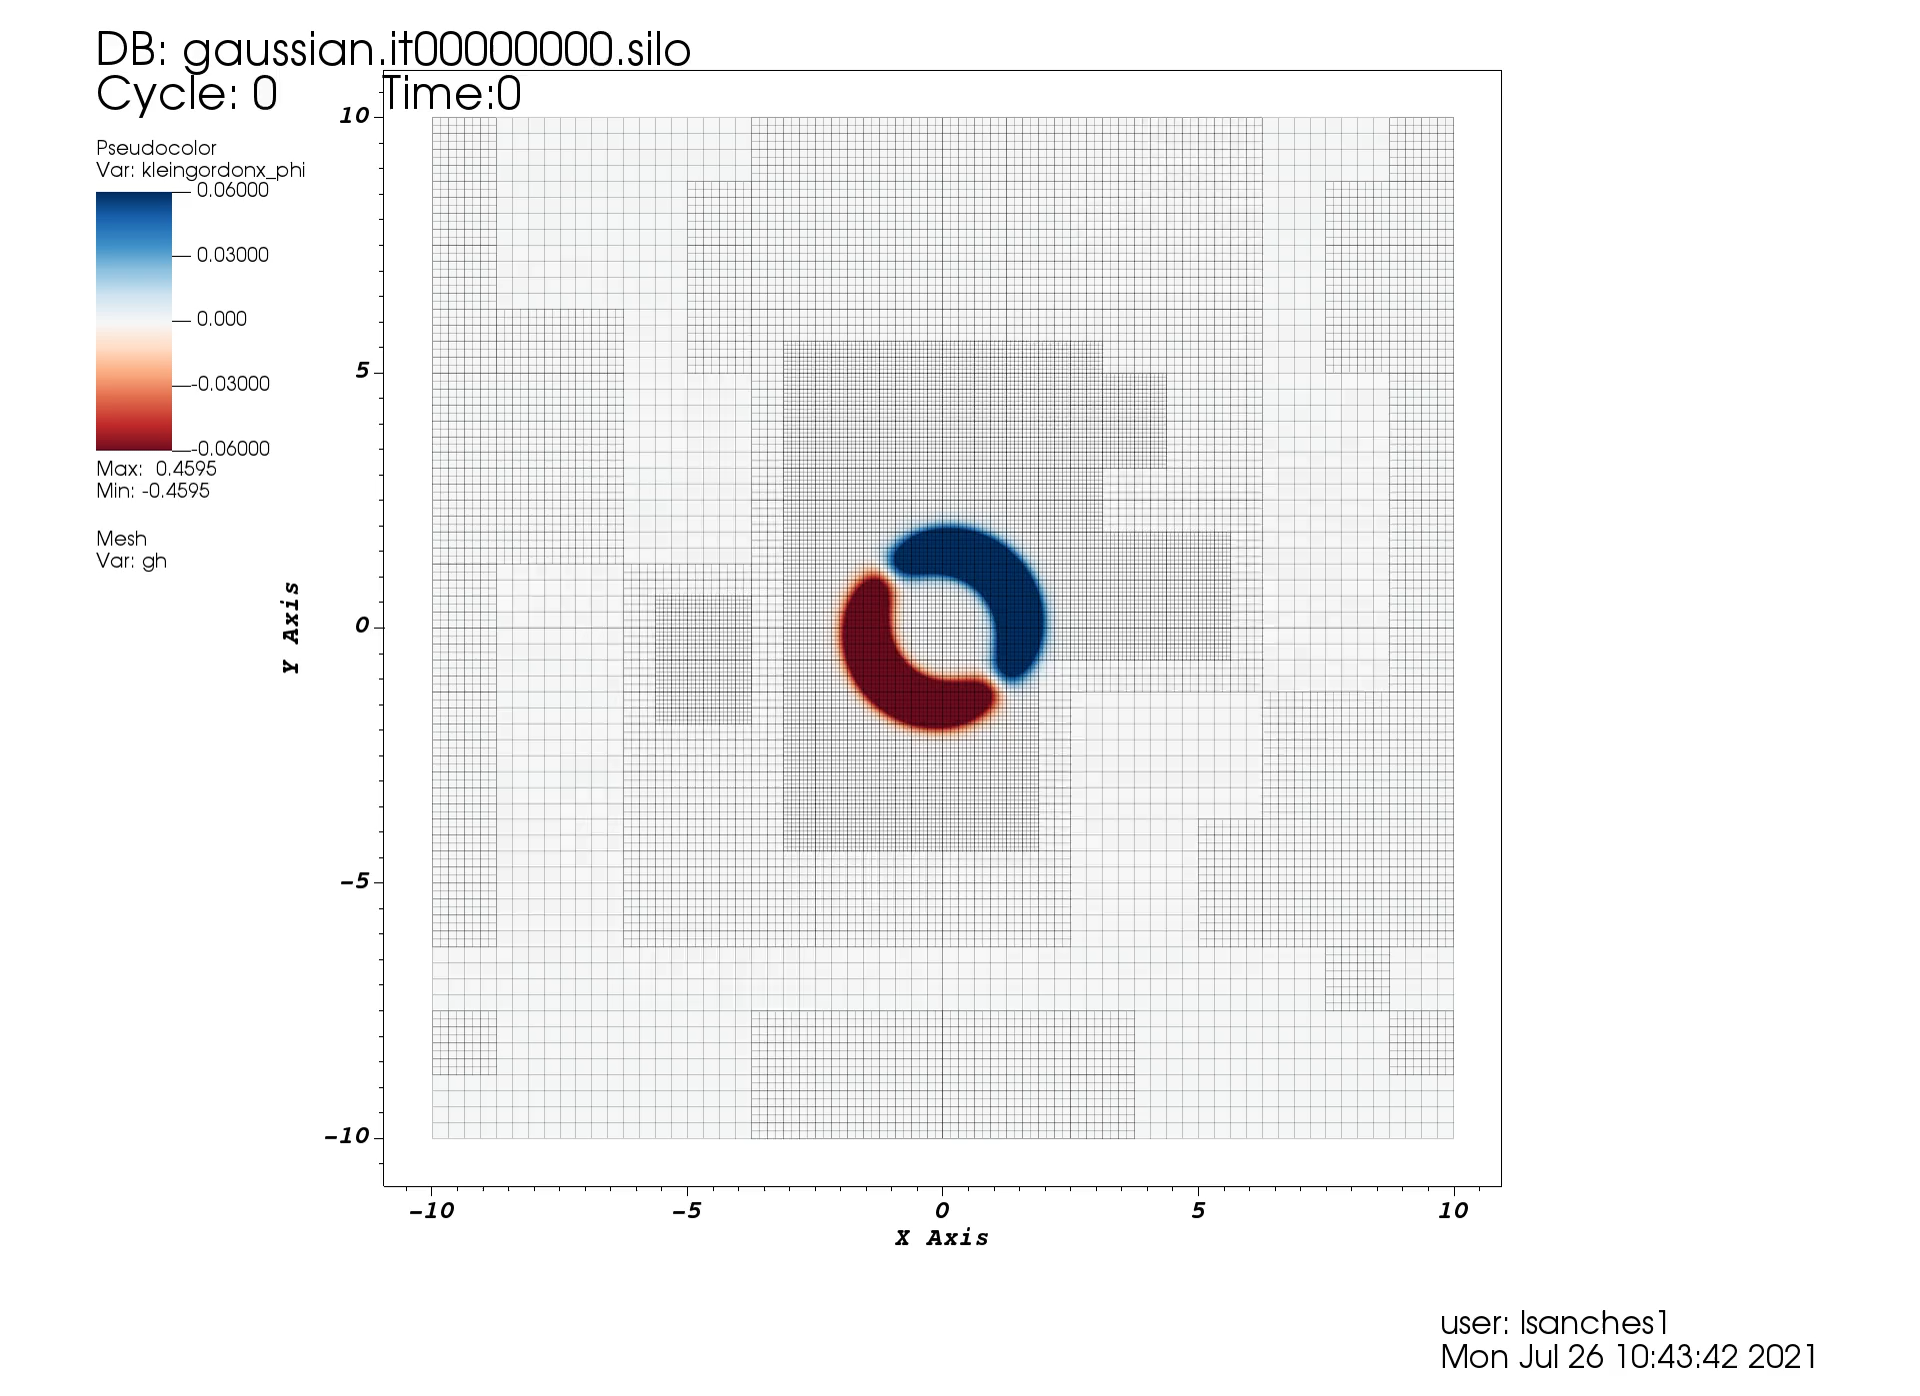 DB: gaussian.it00000000.silo
Cycle: 0 Time:0
Pseudocolor
Var: kleingordonx_phi
0.06000
0.03000
0.000
-0.03000
-0.06000
Max: 0.4595
Min: -0.4595
Mesh
Var: gh
10
5
0
-5
-10
Y Axis
-10 -5 0 5 10
X Axis
user: lsanches1
Mon Jul 26 10:43:42 2021